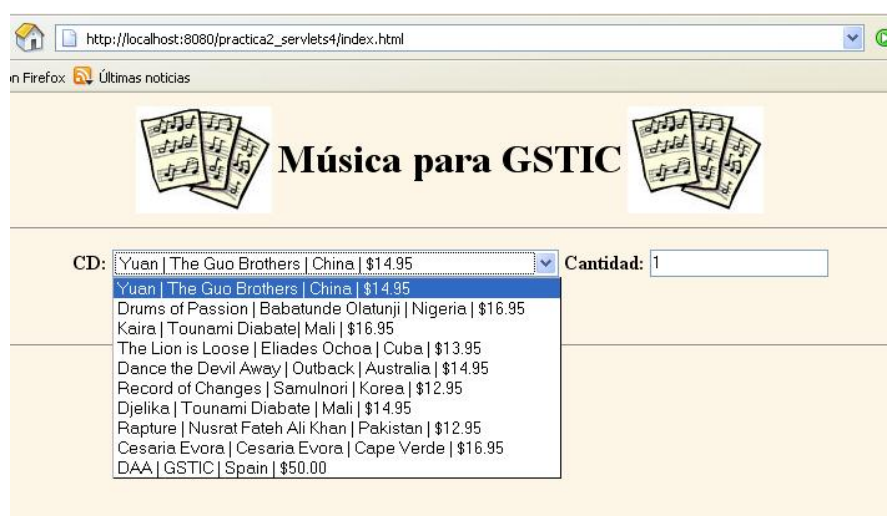 http://localhost:8080/practica2_servlets4/index.html
on Firefox Últimas noticias
Música para GSTIC
CD: Yuan | The Guo Brothers | China | $14.95 Cantidad: 1
Yuan | The Guo Brothers | China | $14.95
Drums of Passion | Babatunde Olatunji | Nigeria | $16.95
Kaira | Tounami Diabate| Mali | $16.95
The Lion is Loose | Eliades Ochoa | Cuba | $13.95
Dance the Devil Away | Outback | Australia | $14.95
Record of Changes | Samulnori | Korea | $12.95
Djelika | Tounami Diabate | Mali | $14.95
Rapture | Nusrat Fateh Ali Khan | Pakistan | $12.95
Cesaria Evora | Cesaria Evora | Cape Verde | $16.95
DAA | GSTIC | Spain | $50.00